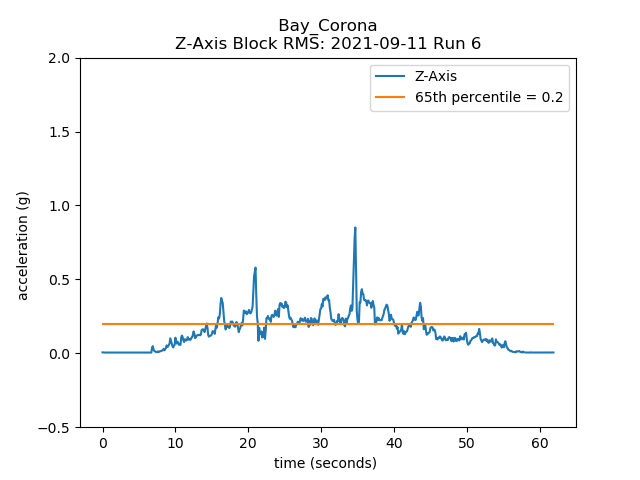 Bay_Corona
Z-Axis Block RMS: 2021-09-11 Run 6
2.0
1.5
1.0
0.5
0.0
−0.5
acceleration (g)
Z-Axis
65th percentile = 0.2
0 10 20 30 40 50 60
time (seconds)